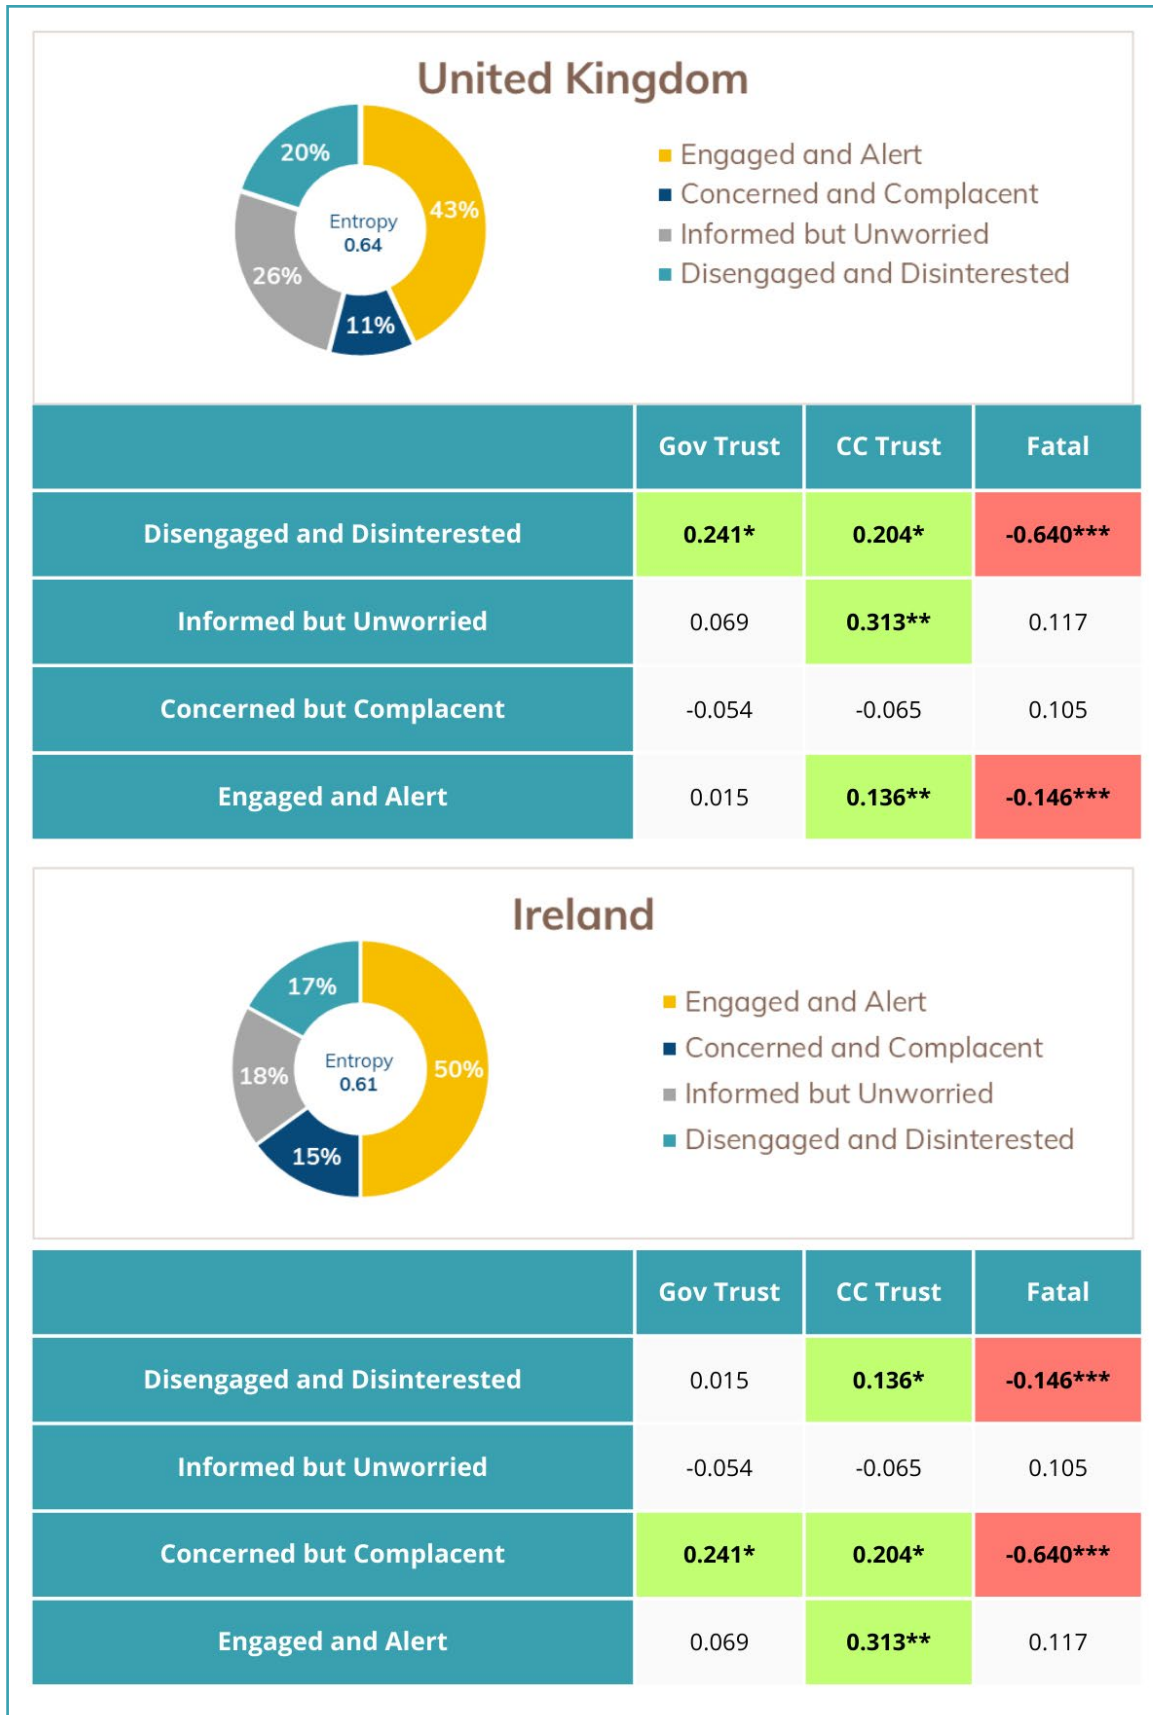 United Kingdom
20%
43%
Entropy
0.64
26%
11%
Engaged and Alert
Concerned and Complacent
Informed but Unworried
Disengaged and Disinterested
Gov Trust CC Trust Fatal
Disengaged and Disinterested 0.241* 0.204* -0.640***
Informed but Unworried 0.069 0.313** 0.117
Concerned but Complacent -0.054 -0.065 0.105
Engaged and Alert 0.015 0.136** -0.146***
Ireland
17%
50%
Entropy
0.61
18%
15%
Engaged and Alert
Concerned and Complacent
Informed but Unworried
Disengaged and Disinterested
Gov Trust CC Trust Fatal
Disengaged and Disinterested 0.015 0.136* -0.146***
Informed but Unworried -0.054 -0.065 0.105
Concerned but Complacent 0.241* 0.204* -0.640***
Engaged and Alert 0.069 0.313** 0.117